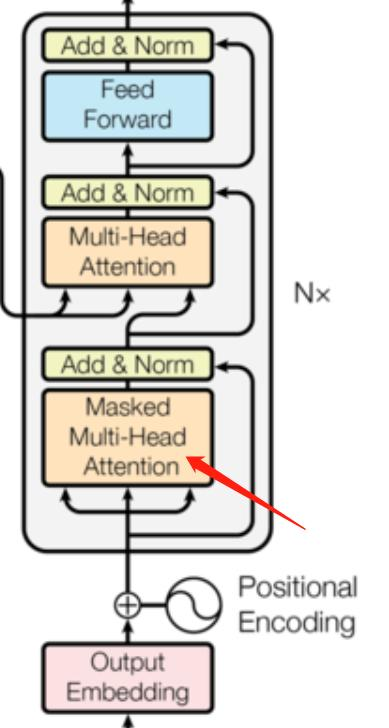 Add & Norm
Feed
Forward
Add & Norm
Multi-Head
Attention
N×
Add & Norm
Masked
Multi-Head
Attention
Positional
Encoding
Output
Embedding